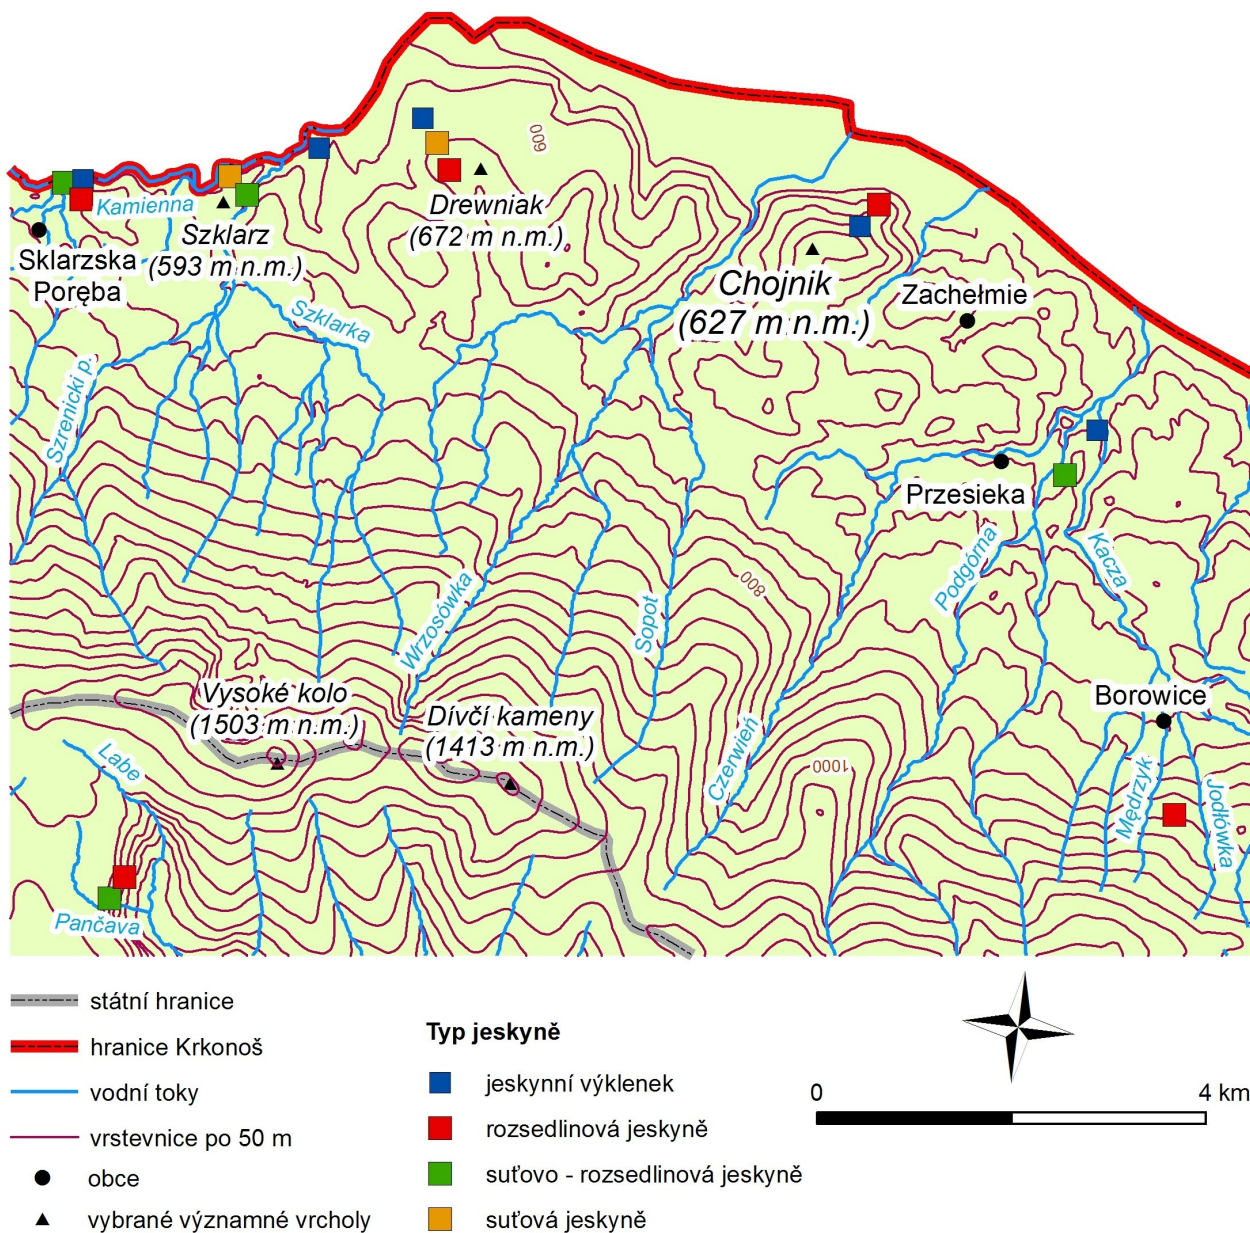 600
Kamienna
Szklarz
(593 m n.m.)
Drewniak
(672 m n.m.)
Sklarzska
Poręba
Chojnik
(627 m n.m.)
Zachełmie
Szklarka
Szrenicki p.
Przesieka
Podgórna
Kacza
Wrzosówka
Sopot
800
Vysoké kolo
(1503 m n.m.)
Dívčí kameny
(1413 m n.m.)
Borowice
Czerwień
1000
Labe
Mędrzyk
Jodłówka
Pančava
státní hranice
hranice Krkonoš
vodní toky
vrstevnice po 50 m
obce
vybrané významné vrcholy
Typ jeskyně
jeskynní výklenek
rozsedlinová jeskyně
suťovo - rozsedlinová jeskyně
suťová jeskyně
0 4 km